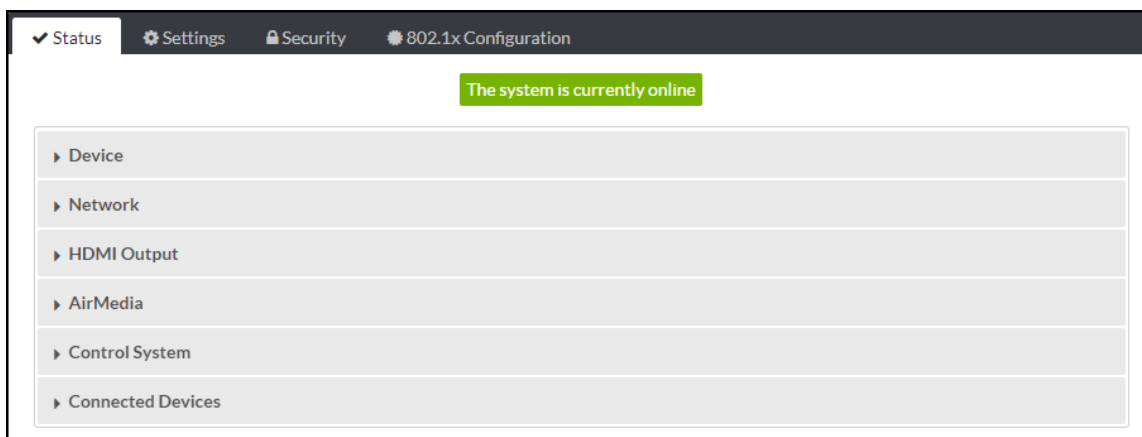 Status Settings Security 802.1x Configuration
The system is currently online
Device
Network
HDMI Output
AirMedia
Control System
Connected Devices